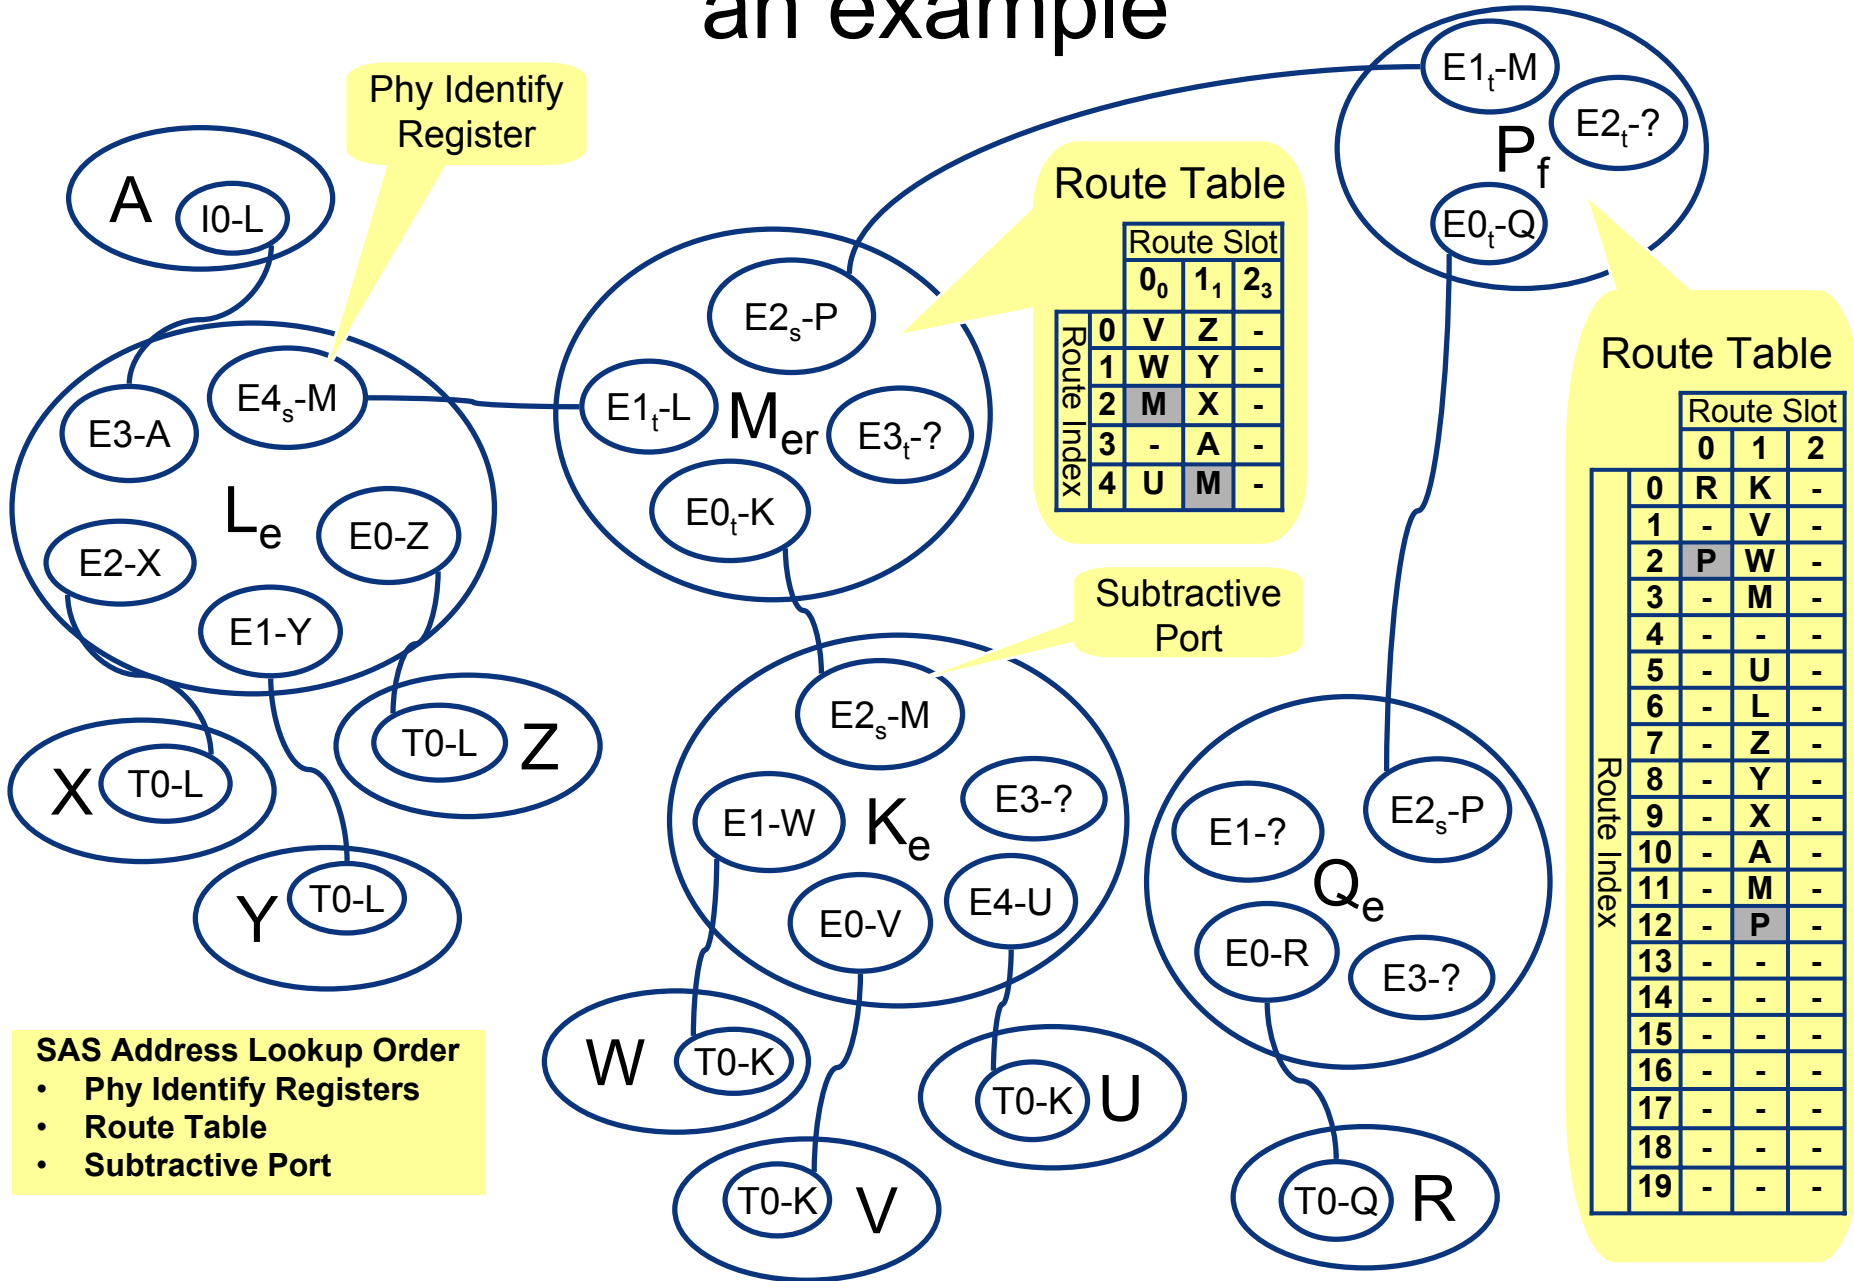 an example
Phy Identify
Register
A
I0-L
E3-A
E4s-M
Le
E2-X
E0-Z
E1-Y
X
T0-L
Y
T0-L
T0-L
Z
E2s-P
E1t-L
Mer
E3t-?
E0t-K
Route Table
Route Slot
00 11 23
Route Index
0 V Z -
1 W Y -
2 M X -
3 - A -
4 U M -
E1t-M
E2t-?
Pf
E0t-Q
Subtractive
Port
E2s-M
E1-W
Ke
E3-?
E0-V
E4-U
W
T0-K
T0-K
V
T0-K
U
E1-?
E2s-P
Qe
E0-R
E3-?
T0-Q
R
Route Table
Route Slot
0 1 2
Route Index
0 R K -
1 - V -
2 P W -
3 - M -
4 - - -
5 - U -
6 - L -
7 - Z -
8 - Y -
9 - X -
10 - A -
11 - M -
12 - P -
13 - - -
14 - - -
15 - - -
16 - - -
17 - - -
18 - - -
19 - - -
SAS Address Lookup Order
• Phy Identify Registers
• Route Table
• Subtractive Port